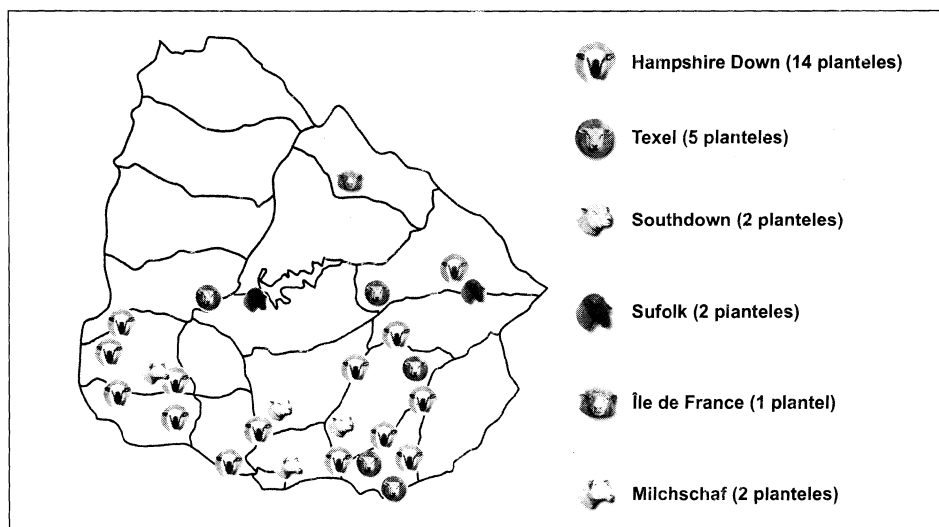 Hampshire Down (14 planteles)
Texel (5 planteles)
Southdown (2 planteles)
Sufolk (2 pianteles)
Île de France (1 plantel)
Milchschaf (2 planteles)